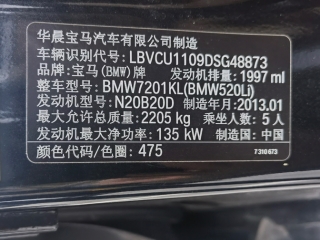 华晨宝马汽车有限公司制造
车辆识别代号: LBVCU1109DSG48873
品牌: 宝马(BMW)牌 发动机排量: 1997 ml
整车型号: BMW7201KL(BMW520Li)
发动机型号: N20B20D 制造年月: 2013.01
最大允许总质量: 2205 kg 乘坐人数: 5人
发动机最大净功率: 135 kW 制造国: 中国
颜色代码/色圈: 475
7 310 673